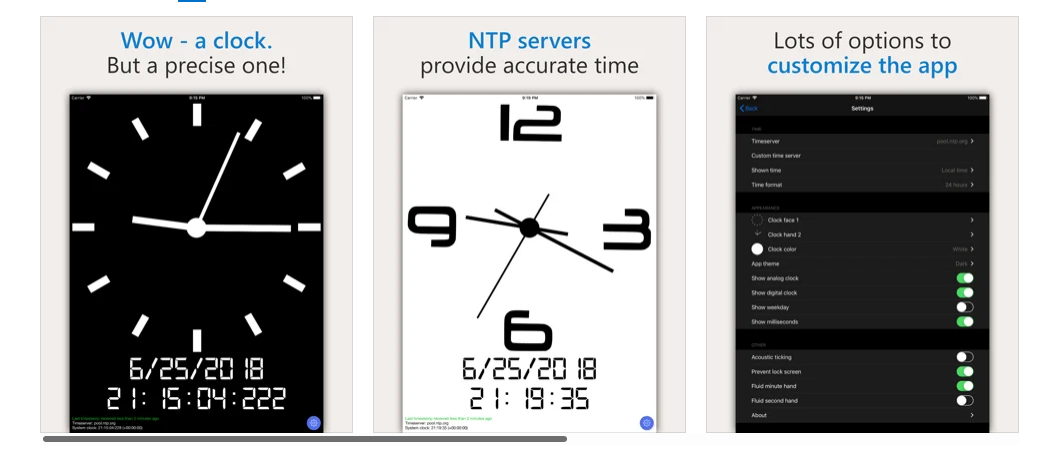 Wow - a clock.
But a precise one!
Carrier 9:15 PM 100%
6/25/2018
21:15:04:222
Last timestamp received less than 2 minutes ago
Timeserver: pool.ntp.org
System clock: 21:15:04:224 (+00:00:00)
NTP servers
provide accurate time
Carrier 9:15 PM 100%
12
9 3
6
6/25/2018
21:19:35
Last timestamp received less than 2 minutes ago
Timeserver: pool.ntp.org
System clock: 21:19:35 (+00:00:00)
Lots of options to
customize the app
Carrier 9:15 PM 100%
Back Settings
TIME
Timeserver pool.ntp.org
Custom time server
Shown time Local time
Time format 24 hours
APPEARANCE
Clock face 1
Clock hand 2
Clock color White
App theme Dark
Show analog clock
Show digital clock
Show weekday
Show milliseconds
OTHER
Acoustic ticking
Prevent lock screen
Fluid minute hand
Fluid second hand
About